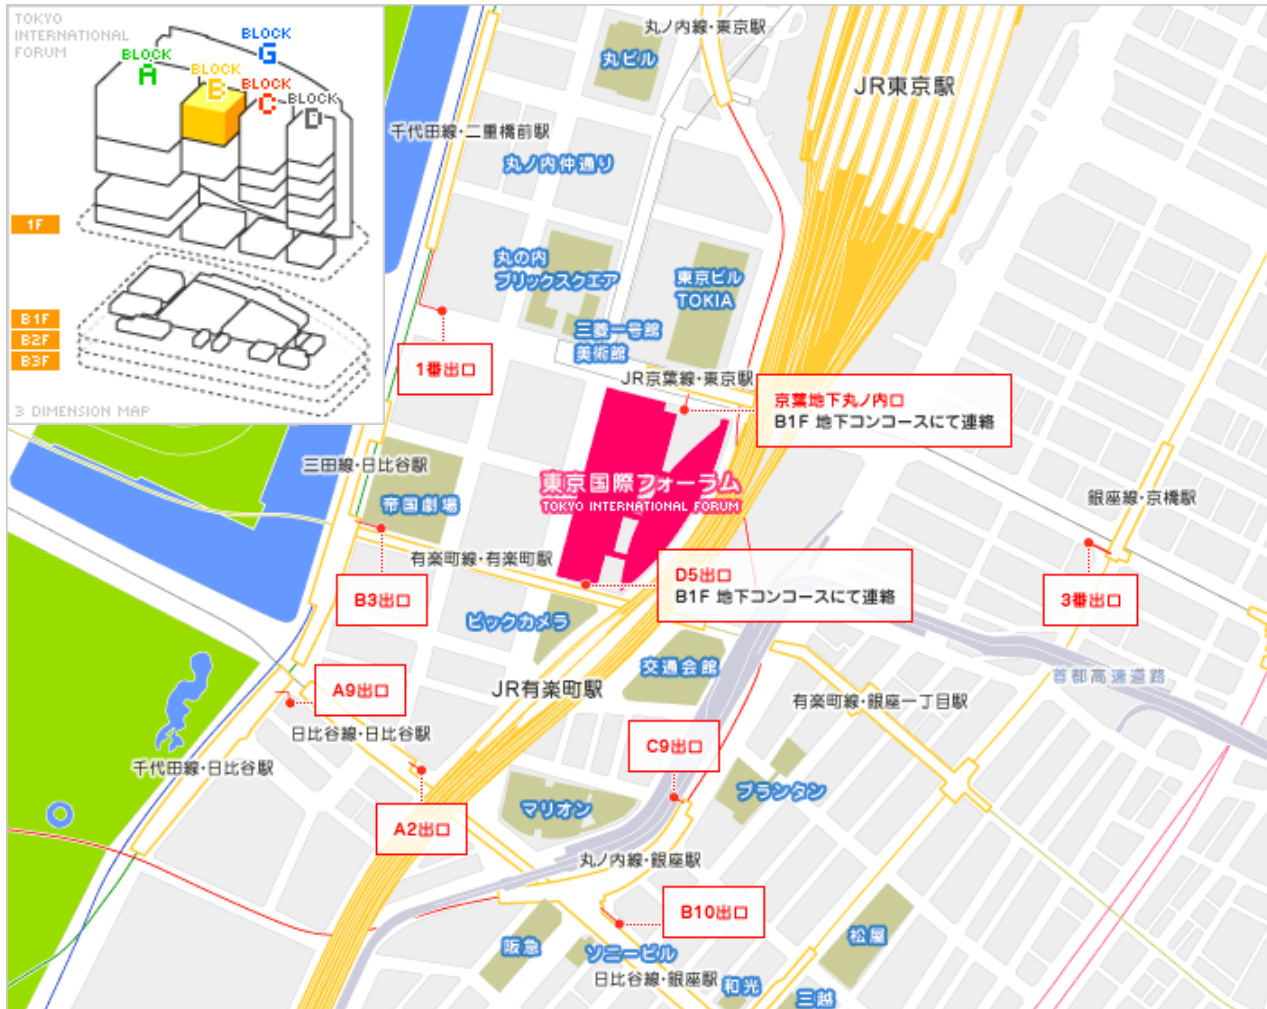 TOKYO
INTERNATIONAL
FORUM
BLOCK
G
BLOCK
A
BLOCK
B
BLOCK
C
BLOCK
D
1F
B1F
B2F
B3F
3 DIMENSION MAP
丸ノ内線・東京駅
丸ビル
JR東京駅
千代田線・二重橋前駅
丸ノ内仲通り
丸の内
ブリックスクエア
東京ビル
TOKIA
三菱一号館
美術館
1番出口
JR京葉線・東京駅
京葉地下丸ノ内口
B1F 地下コンコースにて連絡
三田線・日比谷駅
帝国劇場
東京国際フォーラム
TOKYO INTERNATIONAL FORUM
銀座線・京橋駅
有楽町線・有楽町駅
D5出口
B1F 地下コンコースにて連絡
B3出口
3番出口
ビックカメラ
交通会館
首都高速道路
A9出口
JR有楽町駅
有楽町線・銀座一丁目駅
日比谷線・日比谷駅
C9出口
千代田線・日比谷駅
プランタン
マリオン
A2出口
丸ノ内線・銀座駅
B10出口
阪急
ソニービル
松屋
日比谷線・銀座駅
和光
三越